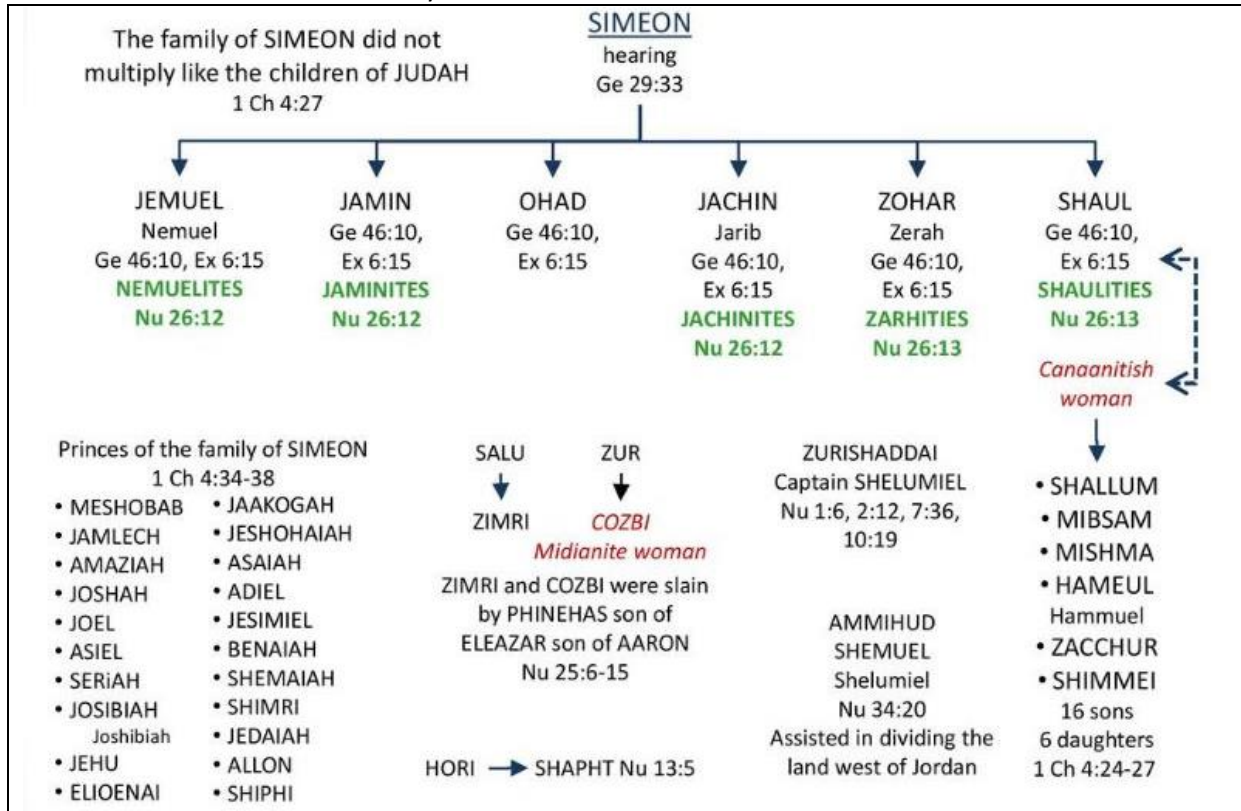 The family of SIMEON did not
multiply like the children of JUDAH
1 Ch 4:27
SIMEON
hearing
Ge 29:33
JEMUEL
Nemuel
Ge 46:10, Ex 6:15
NEMUELITES
Nu 26:12
JAMIN
Ge 46:10,
Ex 6:15
JAMINITES
Nu 26:12
OHAD
Ge 46:10,
Ex 6:15
JACHIN
Jarib
Ge 46:10,
Ex 6:15
JACHINITES
Nu 26:12
ZOHAR
Zerah
Ge 46:10,
Ex 6:15
ZARHITIES
Nu 26:13
SHAUL
Ge 46:10,
Ex 6:15
SHAULITIES
Nu 26:13
Canaanitish
woman
• SHALLUM
• MIBSAM
• MISHMA
• HAMEUL
Hammuel
• ZACCHUR
• SHIMMEI
16 sons
6 daughters
1 Ch 4:24-27
Princes of the family of SIMEON
1 Ch 4:34-38
• MESHOBAB
• JAMLECH
• AMAZIAH
• JOSHAH
• JOEL
• ASIEL
• SERiAH
• JOSIBIAH
Joshibiah
• JEHU
• ELIOENAI
• JAAKOGAH
• JESHOHAIAH
• ASAIAH
• ADIEL
• JESIMIEL
• BENAIAH
• SHEMAIAH
• SHIMRI
• JEDAIAH
• ALLON
• SHIPHI
SALU
ZIMRI
ZUR
COZBI
Midianite woman
ZIMRI and COZBI were slain
by PHINEHAS son of
ELEAZAR son of AARON
Nu 25:6-15
HORI SHAPHT Nu 13:5
ZURISHADDAI
Captain SHELUMIEL
Nu 1:6, 2:12, 7:36,
10:19
AMMIHUD
SHEMUEL
Shelumiel
Nu 34:20
Assisted in dividing the
land west of Jordan